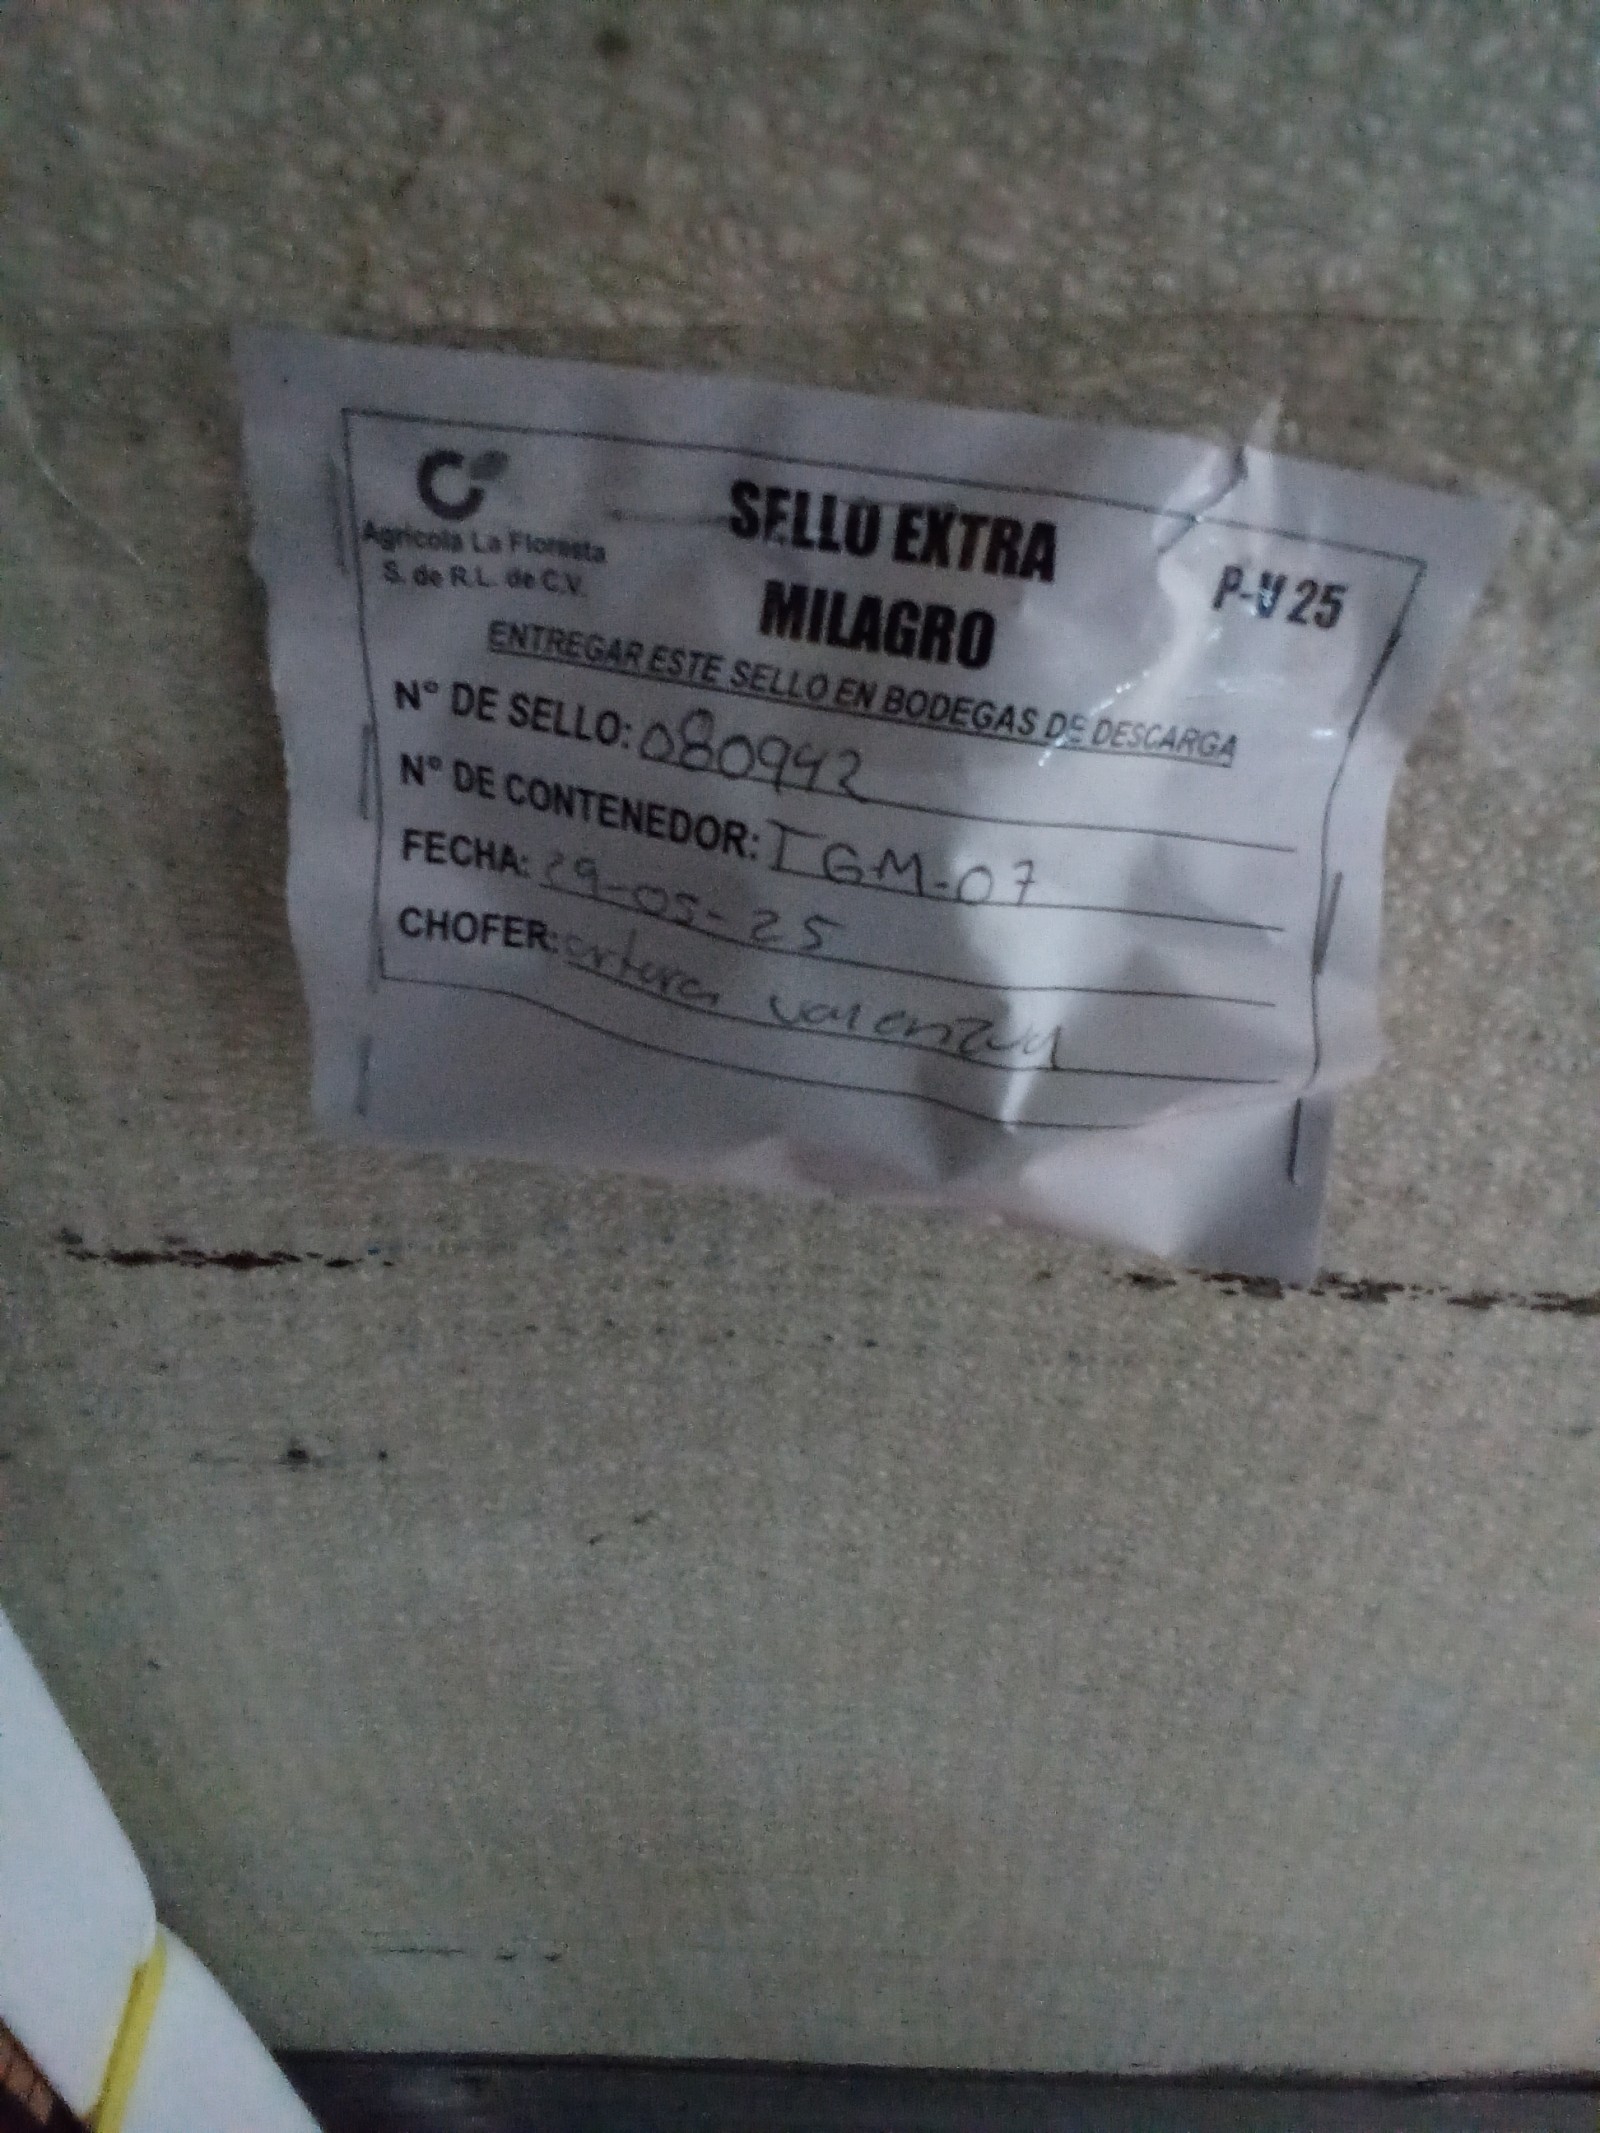 Agricola La Floresta
S. de R.L. de C.V.
SELLO EXTRA
MILAGRO
P-V 25
ENTREGAR ESTE SELLO EN BODEGAS DE DESCARGA
N° DE SELLO: 080942
N° DE CONTENEDOR: IGM-07
FECHA: 29-05-25
CHOFER: